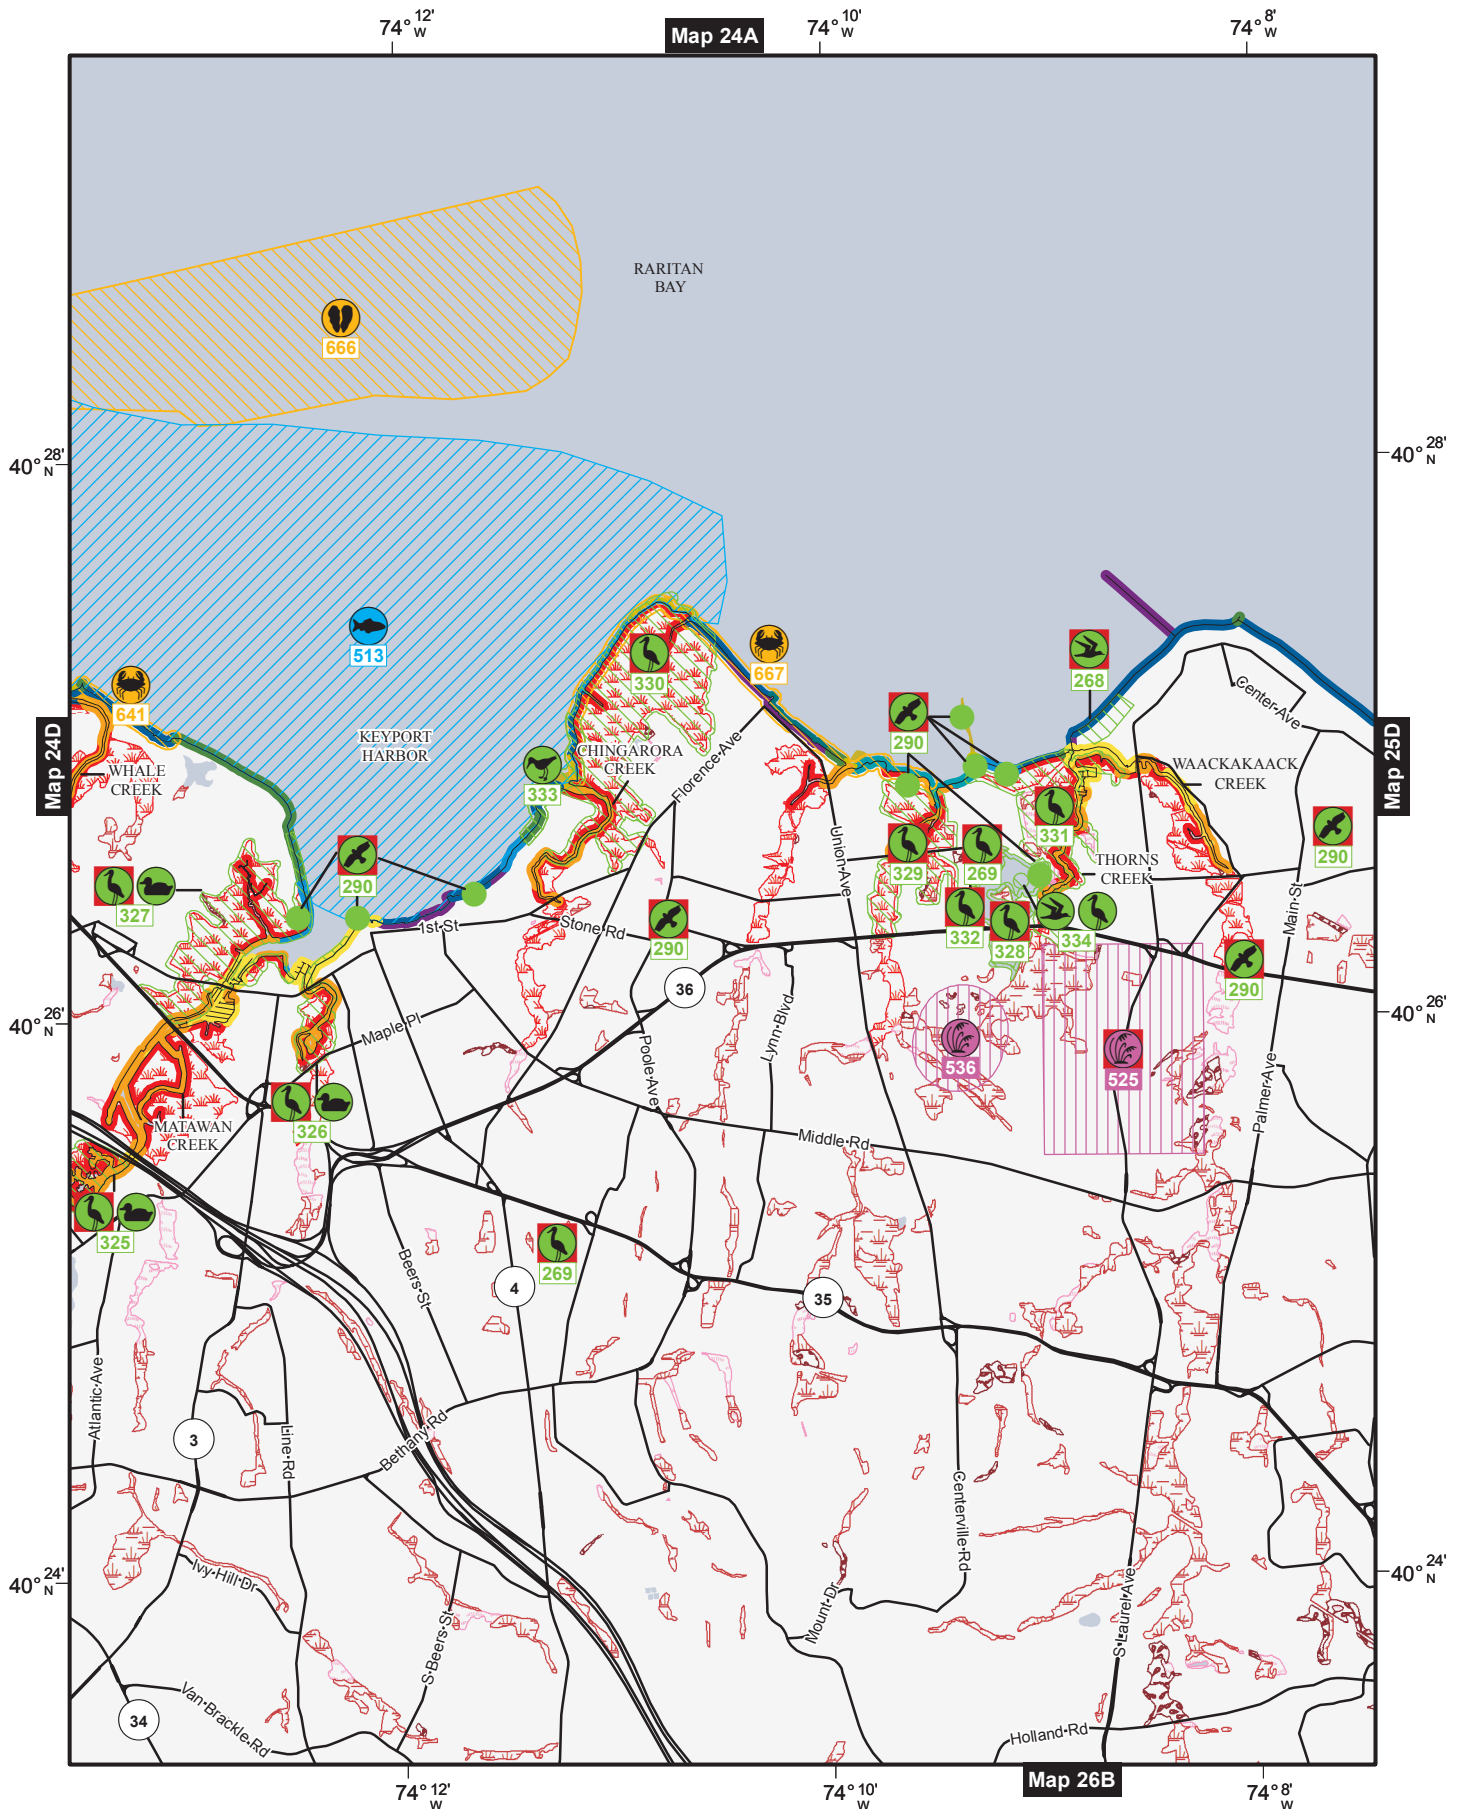 74° 12' W
Map 24A
74° 10' W
74° 8' W
RARITAN
BAY
666
40° 28' N
40° 28' N
513
641
330
667
268
Center Ave
Map 24D
Map 25D
KEYPORT
HARBOR
CHINGARORA
CREEK
Florence Ave
290
WHALE
CREEK
333
WAACKAKAACK
CREEK
331
290
Union Ave
329
269
THORNS
CREEK
290
327
Main St
1st St
Stone Rd
290
332
328
334
290
36
40° 26' N
40° 26' N
Maple Pl
Lynn Blvd
Poole Ave
536
525
Palmer Ave
326
MATAWAN
CREEK
Middle Rd
325
269
Beers St
4
35
Atlantic Ave
3
Line Rd
Bethany Rd
Centerville Rd
40° 24' N
40° 24' N
Ivy Hill Dr
Mount Dr
S Laurel Ave
S Beers St
Van Brackle Rd
34
Holland Rd
74° 12' W
74° 10' W
Map 26B
74° 8' W